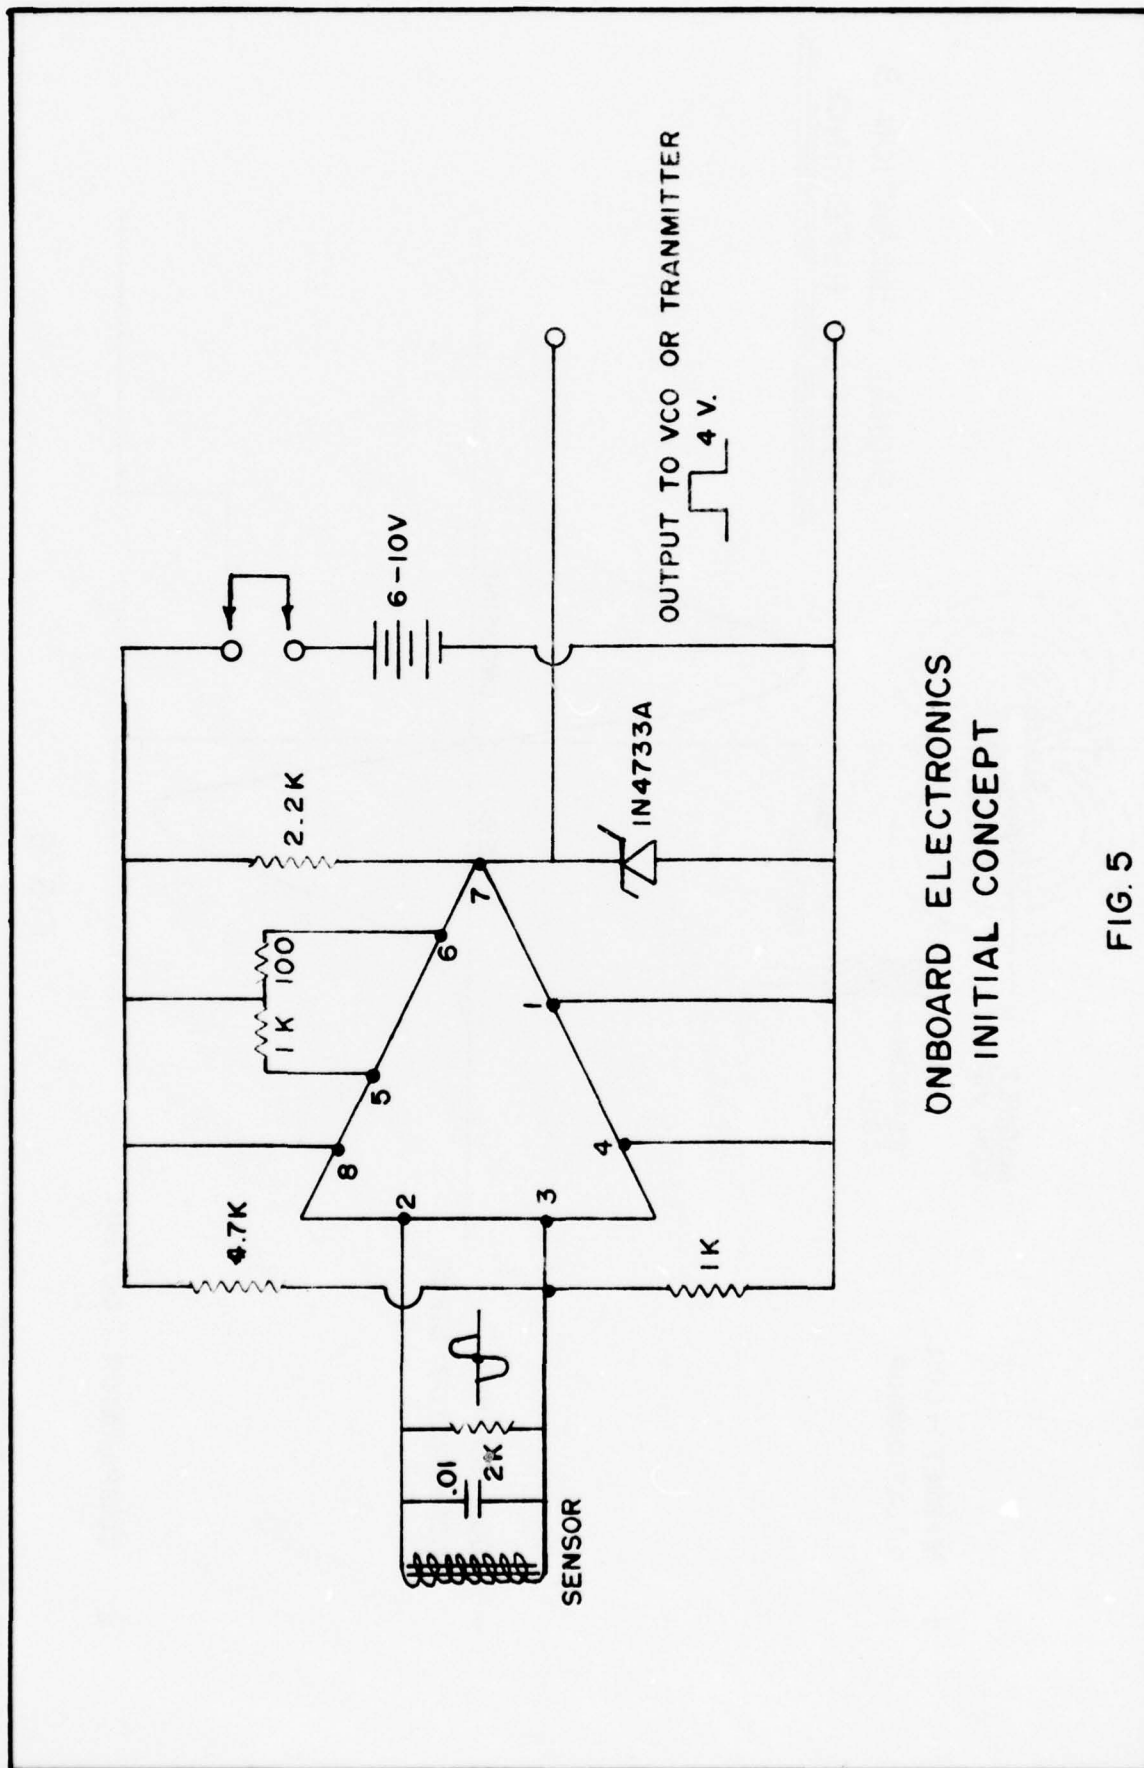 4.7K
8
5
1K
100
6
2.2K
7
6-10V
SENSOR
.01
2K
2
3
1K
4
1
1N4733A
OUTPUT TO VCO OR TRANMITTER
4 V.
ONBOARD ELECTRONICS
INITIAL CONCEPT
FIG. 5